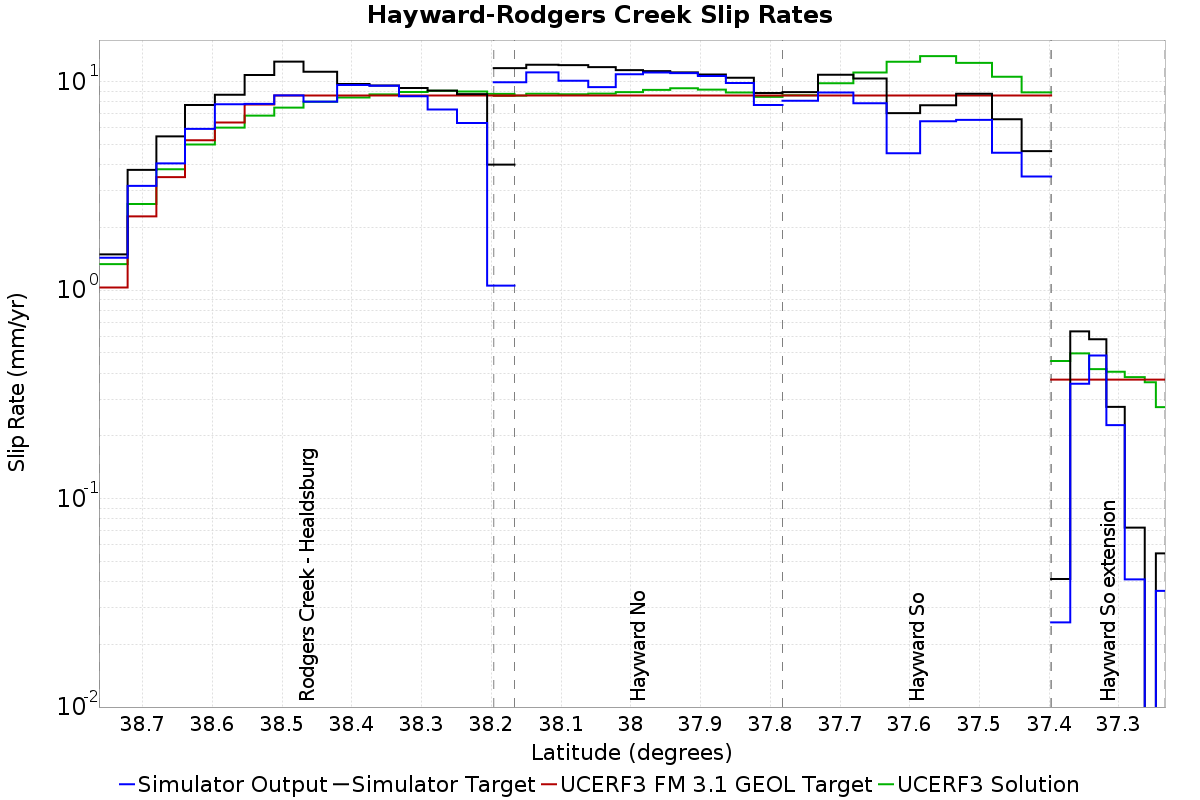 Hayward-Rodgers Creek Slip Rates
Slip Rate (mm/yr)
10^1
10^0
10^-1
10^-2
Rodgers Creek - Healdsburg
Hayward No
Hayward So
Hayward So extension
38.7 38.6 38.5 38.4 38.3 38.2 38.1 38 37.9 37.8 37.7 37.6 37.5 37.4 37.3
Latitude (degrees)
Simulator Output Simulator Target UCERF3 FM 3.1 GEOL Target UCERF3 Solution